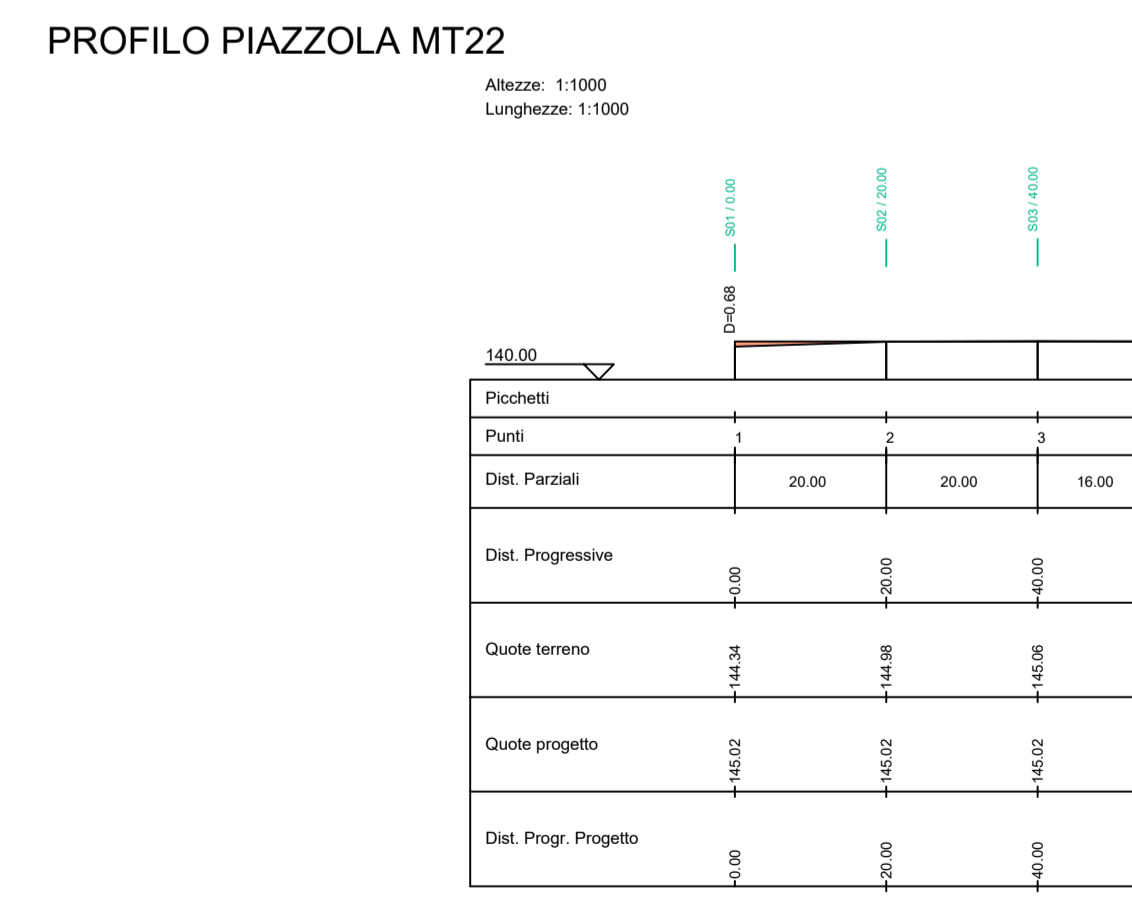 PROFILO PIAZZOLA MT22
Altezze: 1:1000
Lunghezze: 1:1000
S01 / 0.00
S02 / 20.00
S03 / 40.00
D=0.68
140.00
Picchetti
Punti 1 2 3
Dist. Parziali 20.00 20.00 16.00
Dist. Progressive 0.00 20.00 40.00
Quote terreno 144.34 144.98 145.06
Quote progetto 145.02 145.02 145.02
Dist. Progr. Progetto 0.00 20.00 40.00